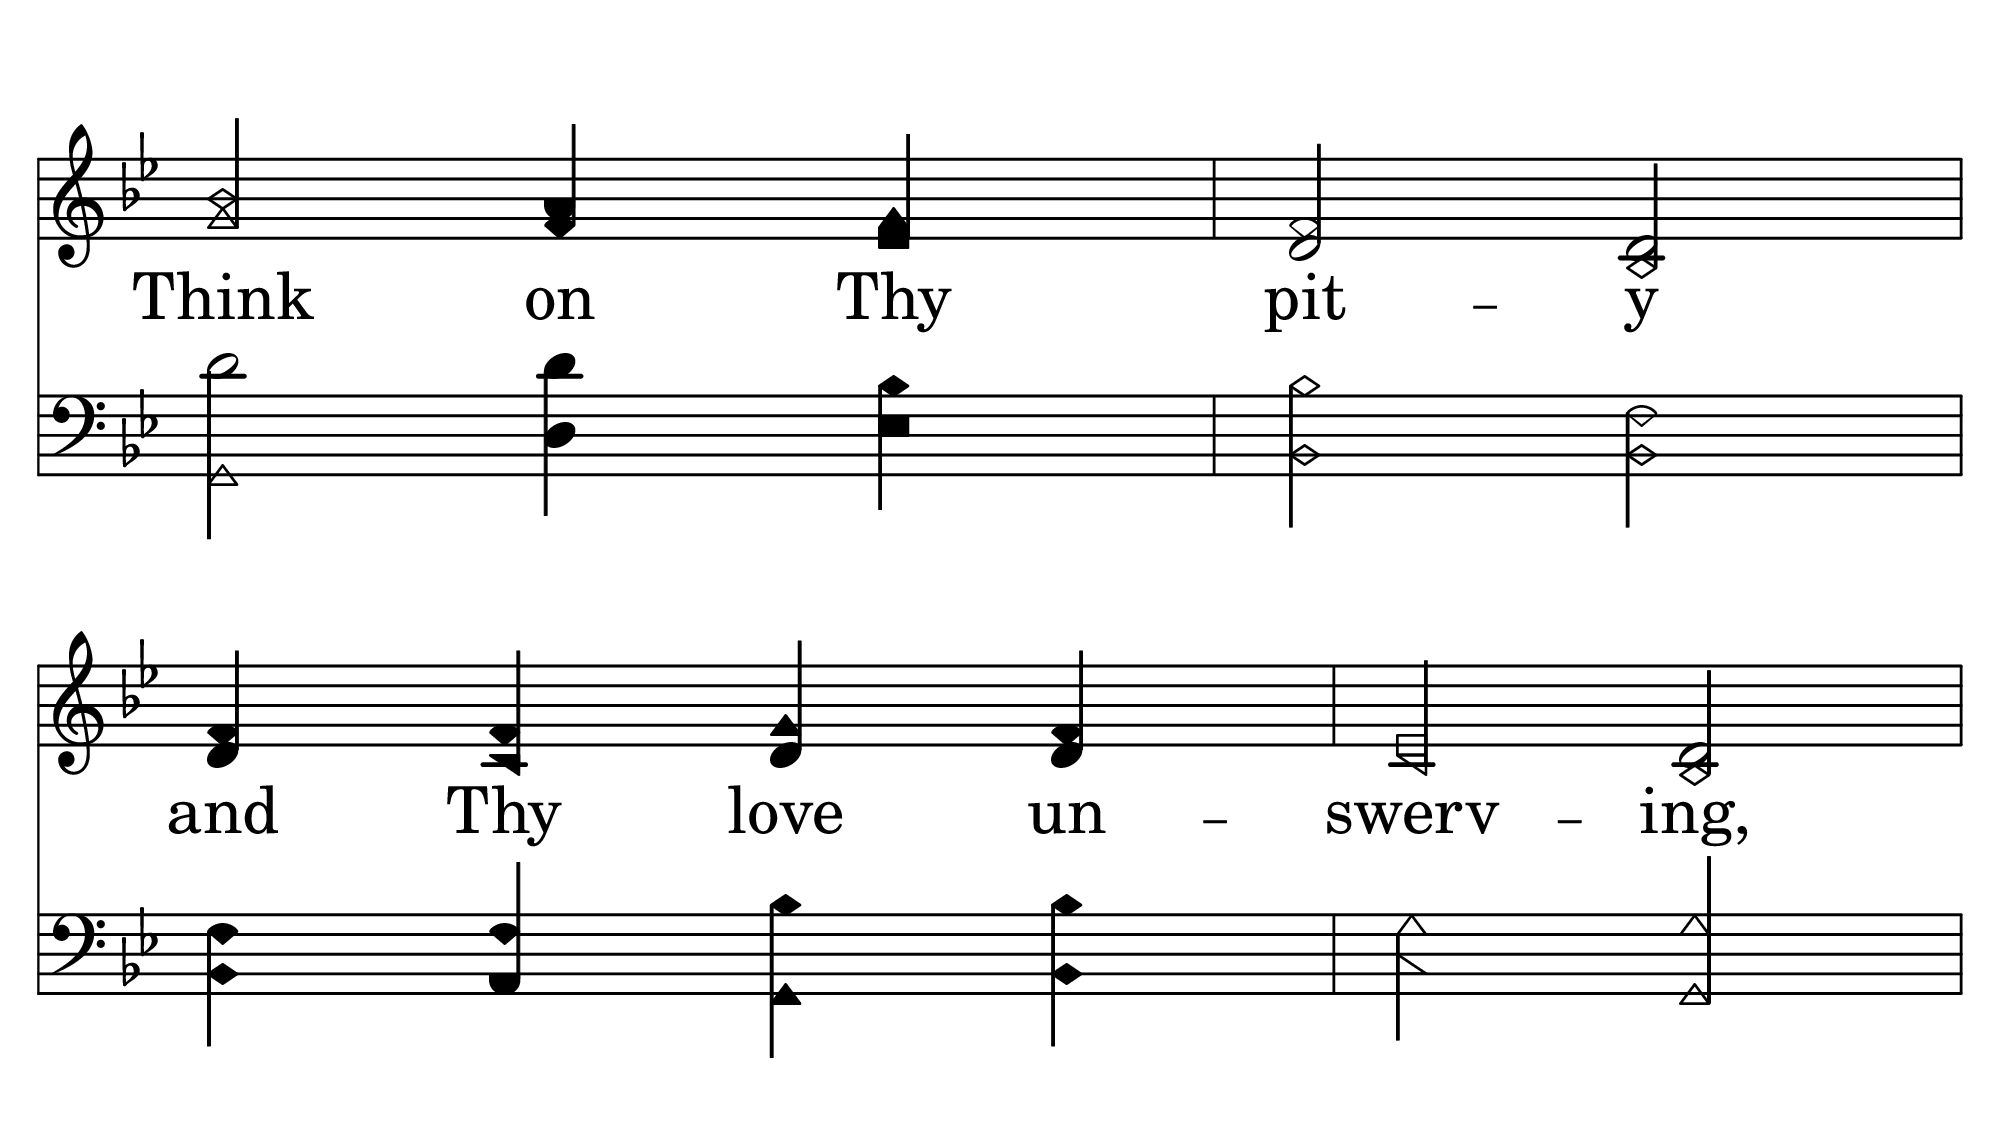 Think on Thy pit – y
and Thy love un – swerv – ing,